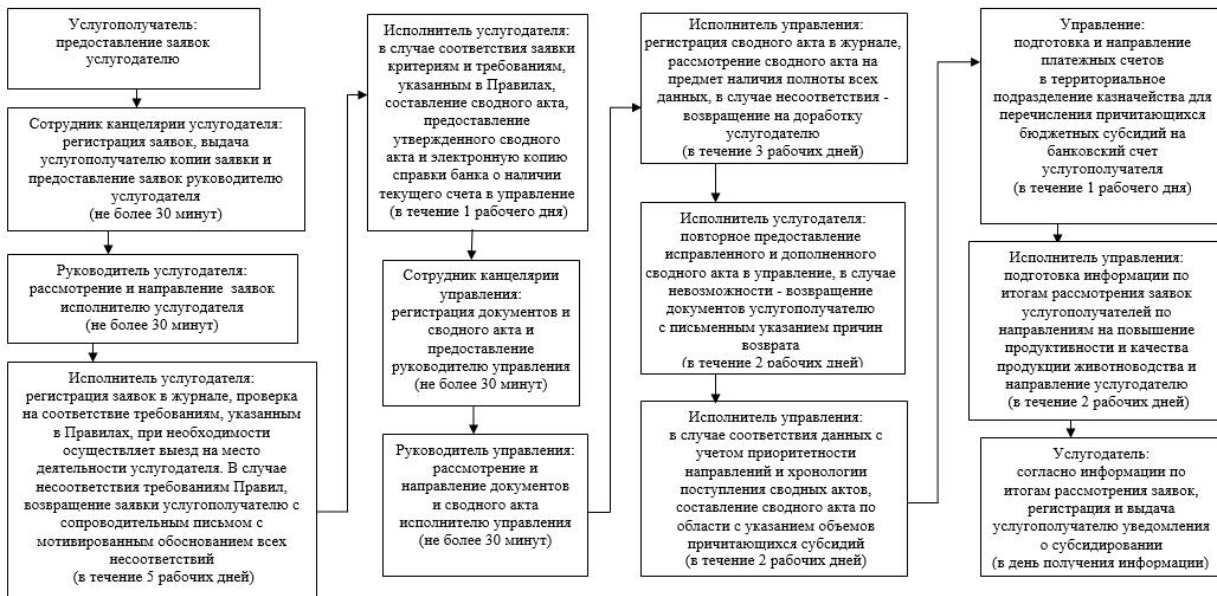 Услугополучатель:
предоставление заявок
услугодателю
Сотрудник канцелярии услугодателя:
регистрация заявок, выдача
услугополучателю копии заявки и
предоставление заявок руководителю
услугодателя
(не более 30 минут)
Руководитель услугодателя:
рассмотрение и направление заявок
исполнителю услугодателя
(не более 30 минут)
Исполнитель услугодателя:
регистрация заявок в журнале, проверка
на соответствие требованиям, указанным
в Правилах, при необходимости
осуществляет выезд на место
деятельности услугодателя. В случае
несоответствия требованиям Правил,
возвращение заявки услугополучателю с
сопроводительным письмом с
мотивированным обоснованием всех
несоответствий
(в течение 5 рабочих дней)
Исполнитель услугодателя:
в случае соответствия заявки
критериям и требованиям,
указанным в Правилах,
составление сводного акта,
предоставление
утвержденного сводного
акта и электронную копию
справки банка о наличии
текущего счета в управление
(в течение 1 рабочего дня)
Сотрудник канцелярии
управления:
регистрация документов и
сводного акта и
предоставление
руководителю управления
(не более 30 минут)
Руководитель управления:
рассмотрение и
направление документов
и сводного акта
исполнителю управления
(не более 30 минут)
Исполнитель управления:
регистрация сводного акта в журнале,
рассмотрение сводного акта на
предмет наличия полноты всех
данных, в случае несоответствия -
возвращение на доработку
услугодателю
(в течение 3 рабочих дней)
Исполнитель услугодателя:
повторное предоставление
исправленного и дополненного
сводного акта в управление, в случае
невозможности - возвращение
документов услугополучателю
с письменным указанием причин
возврата
(в течение 2 рабочих дней)
Исполнитель управления:
в случае соответствия данных с
учетом приоритетности
направлений и хронологии
поступления сводных актов,
составление сводного акта по
области с указанием объемов
причитающихся субсидий
(в течение 2 рабочих дней)
Управление:
подготовка и направление
платежных счетов
в территориальное
подразделение казначейства для
перечисления причитающихся
бюджетных субсидий на
банковский счет
услугополучателя
(в течение 1 рабочего дня)
Исполнитель управления:
подготовка информации по
итогам рассмотрения заявок
услугополучателей по
направлениям на повышение
продуктивности и качества
продукции животноводства и
направление услугодателю
(в течение 2 рабочих дней)
Услугодатель:
согласно информации по
итогам рассмотрения заявок,
регистрация и выдача
услугополучателю уведомления
о субсидировании
(в день получения информации)